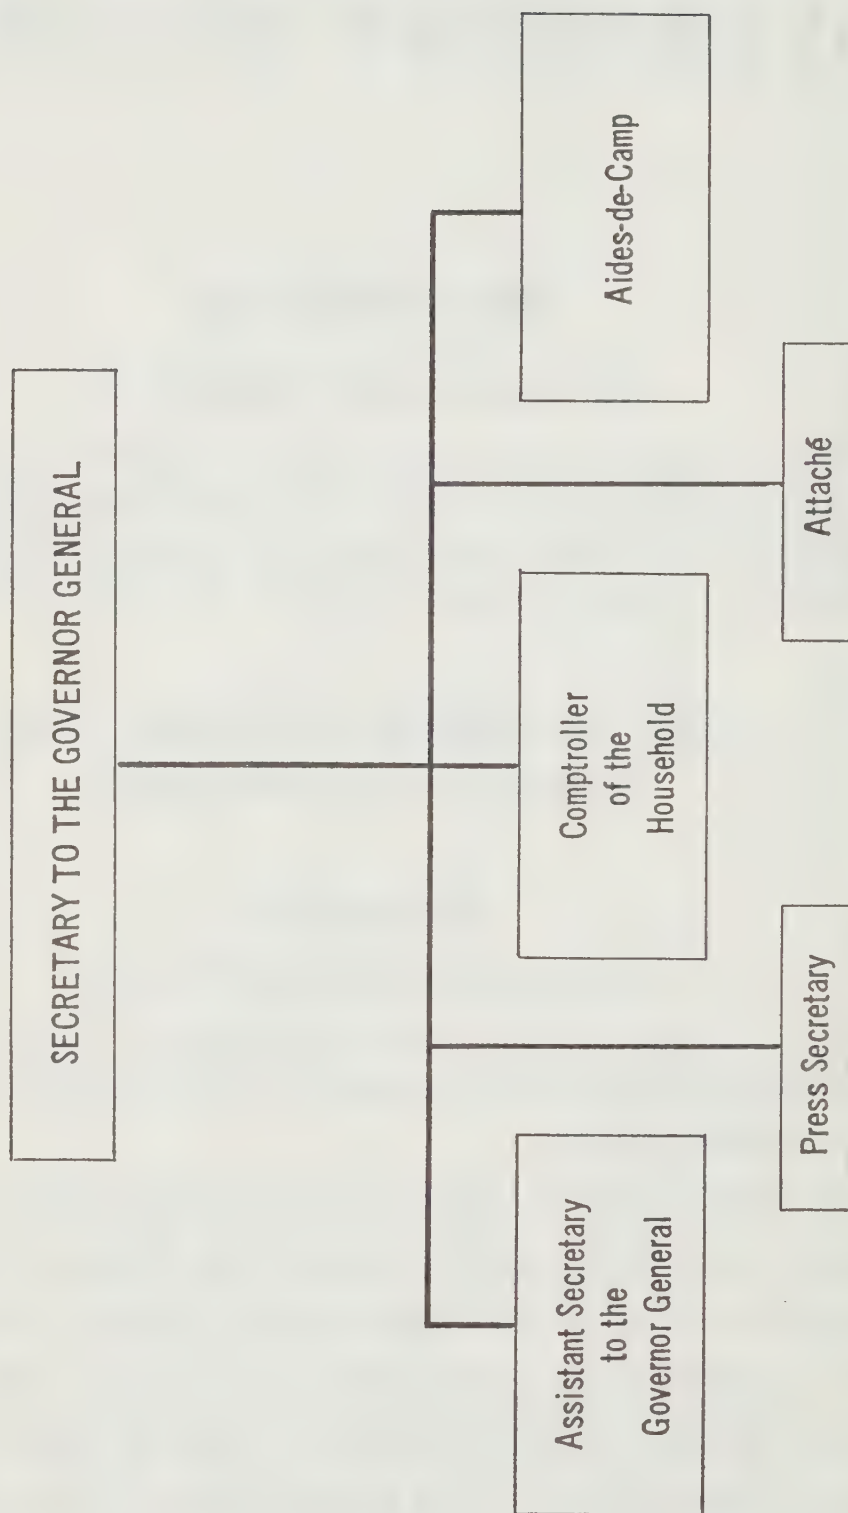 SECRETARY TO THE GOVERNOR GENERAL
Assistant Secretary
to the
Governor General
Press Secretary
Comptroller
of the
Household
Attaché
Aides-de-Camp